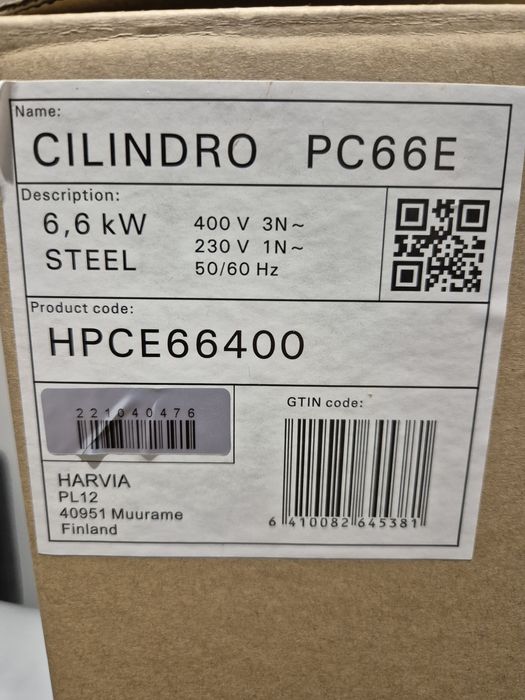 Name:
CILINDRO PC66E
Description:
6,6 kW 400 V 3N~
230 V 1N~
STEEL 50/60 Hz
Product code:
HPCE66400
221040476
GTIN code:
HARVIA
PL12
40951 Muurame
Finland
6 410082 645381